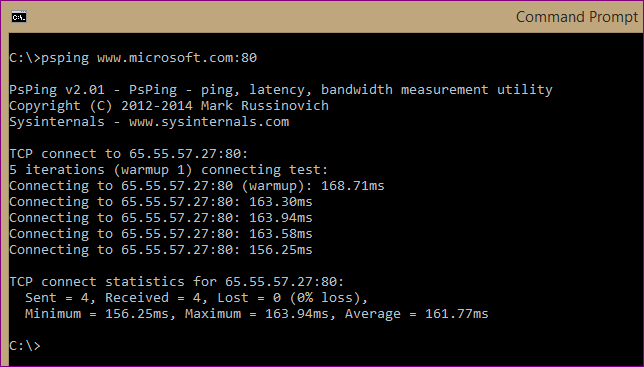 Command Prompt
C:\>psping www.microsoft.com:80
PsPing v2.01 - PsPing - ping, latency, bandwidth measurement utility
Copyright (C) 2012-2014 Mark Russinovich
Sysinternals - www.sysinternals.com
TCP connect to 65.55.57.27:80:
5 iterations (warmup 1) connecting test:
Connecting to 65.55.57.27:80 (warmup): 168.71ms
Connecting to 65.55.57.27:80: 163.30ms
Connecting to 65.55.57.27:80: 163.94ms
Connecting to 65.55.57.27:80: 163.58ms
Connecting to 65.55.57.27:80: 156.25ms
TCP connect statistics for 65.55.57.27:80:
  Sent = 4, Received = 4, Lost = 0 (0% loss),
  Minimum = 156.25ms, Maximum = 163.94ms, Average = 161.77ms
C:\>